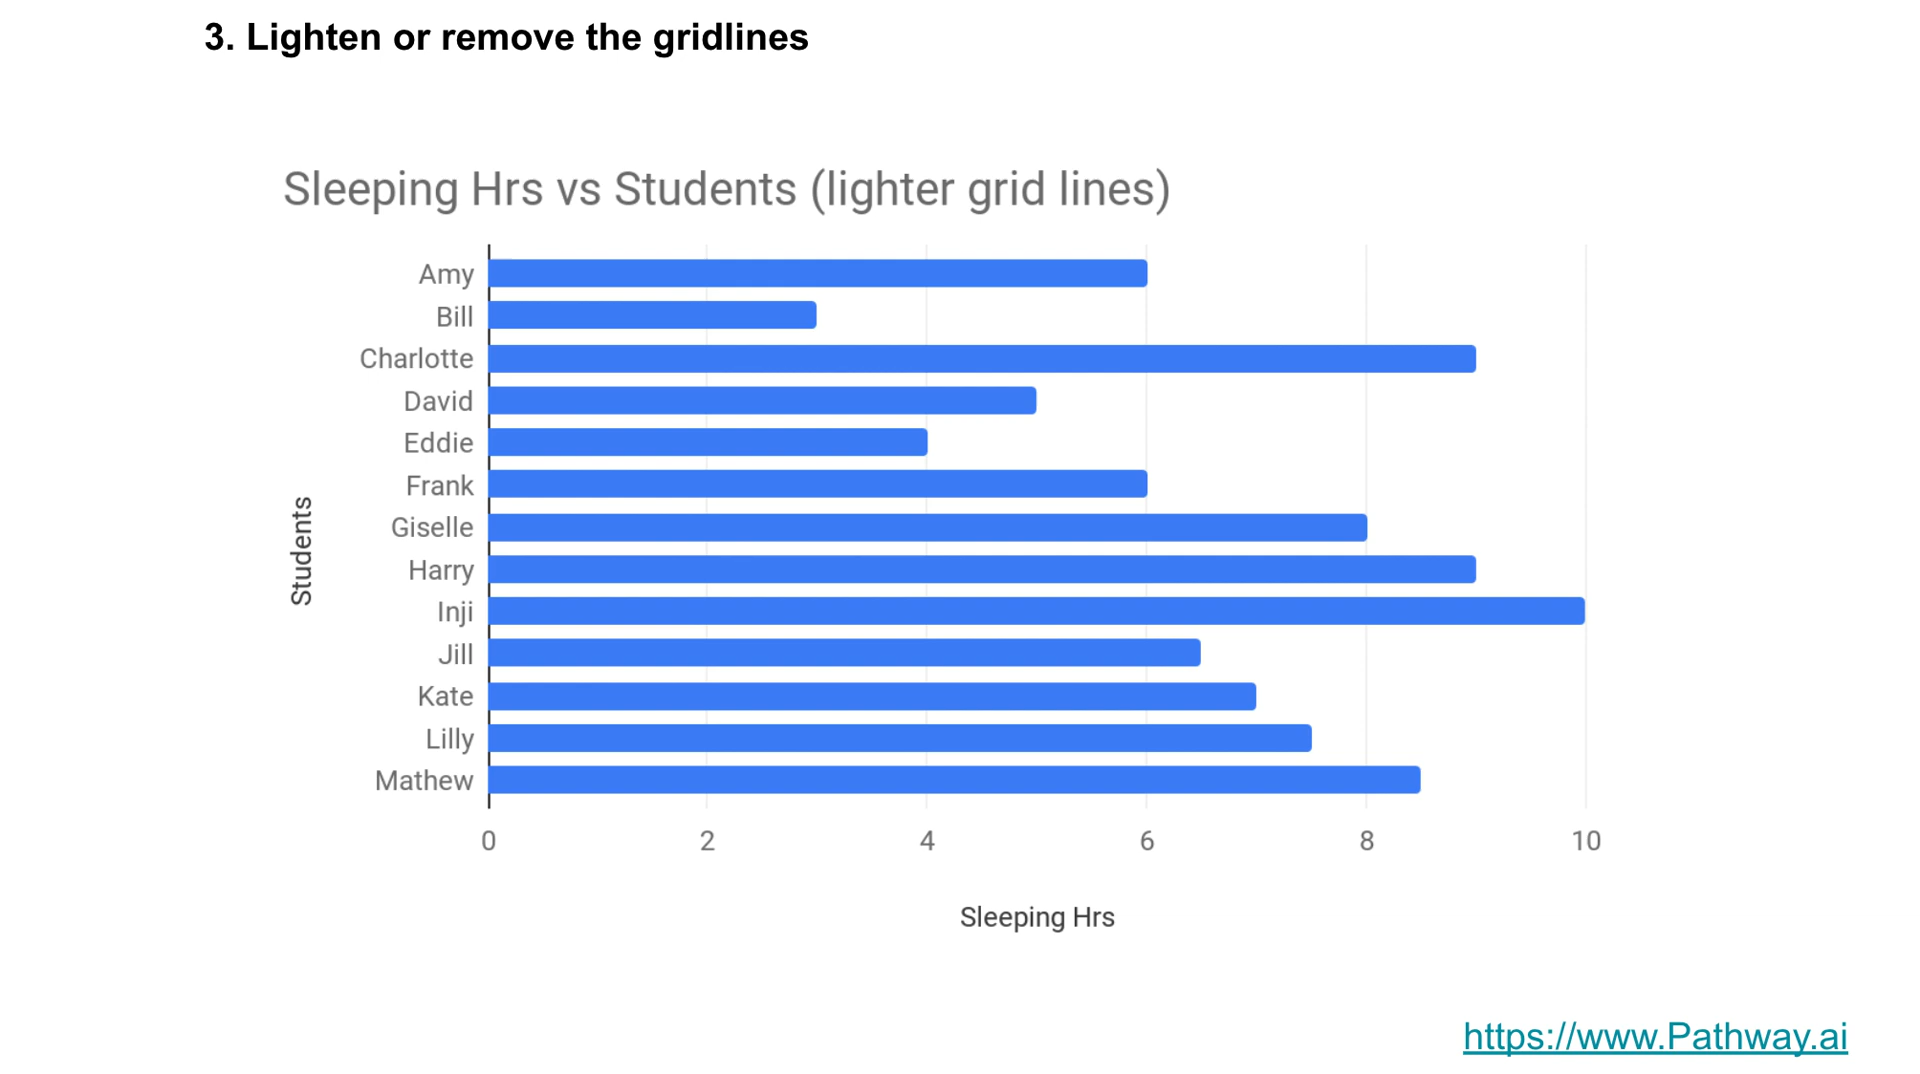 3. Lighten or remove the gridlines
Sleeping Hrs vs Students (lighter grid lines)
Students
Amy
Bill
Charlotte
David
Eddie
Frank
Giselle
Harry
Inji
Jill
Kate
Lilly
Mathew
0 2 4 6 8 10
Sleeping Hrs
https://www.Pathway.ai